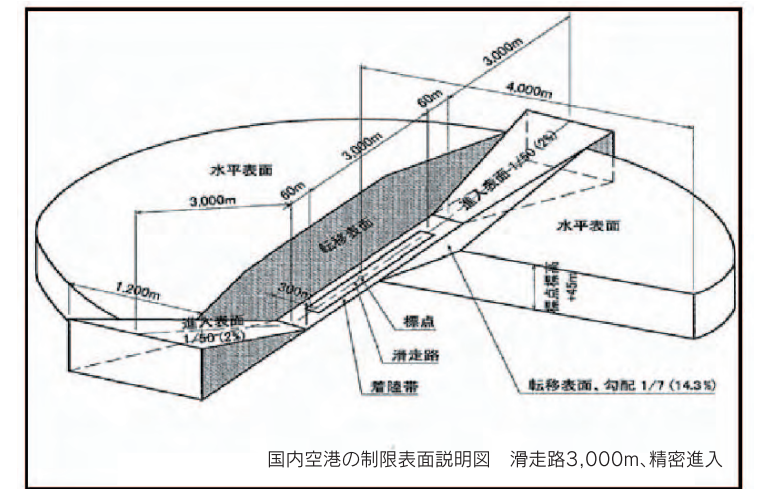 3,000m
4,000m
60m
3,000m
水平表面
60m
進入表面-1/50(2%)
3,000m
転移表面
水平表面
300m
1,200m
標点標高
+45m
進入表面
1/50(2%)
標点
滑走路
着陸帯
転移表面、勾配 1/7(14.3%)
国内空港の制限表面説明図 滑走路3,000m、精密進入